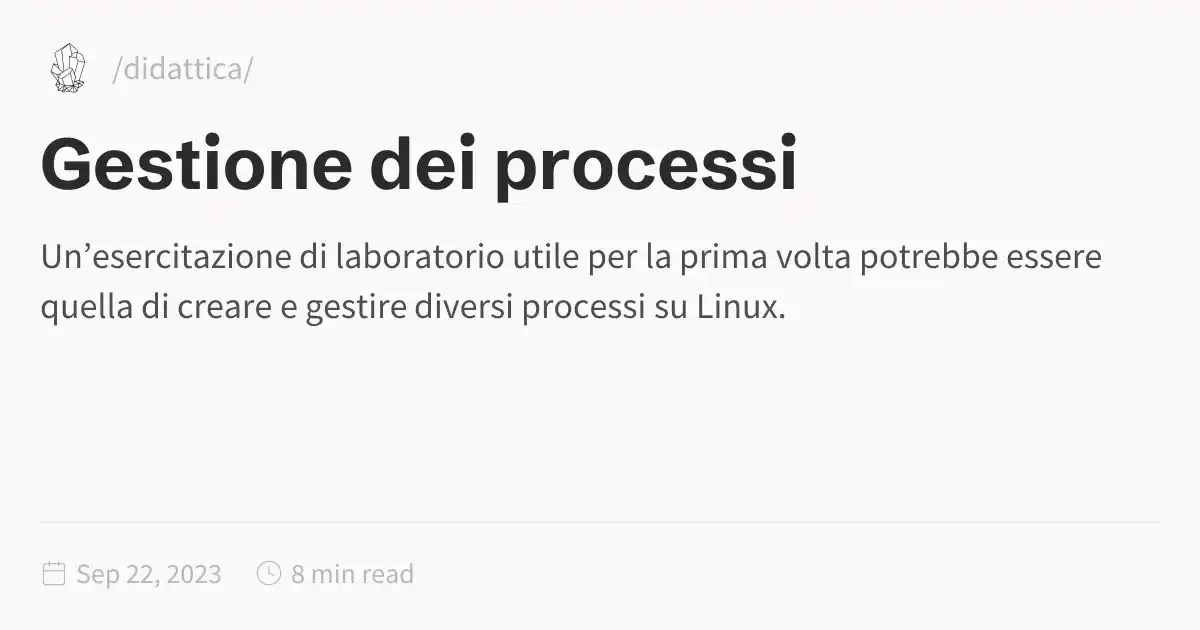 /didattica/
Gestione dei processi
Un’esercitazione di laboratorio utile per la prima volta potrebbe essere
quella di creare e gestire diversi processi su Linux.
Sep 22, 2023 8 min read